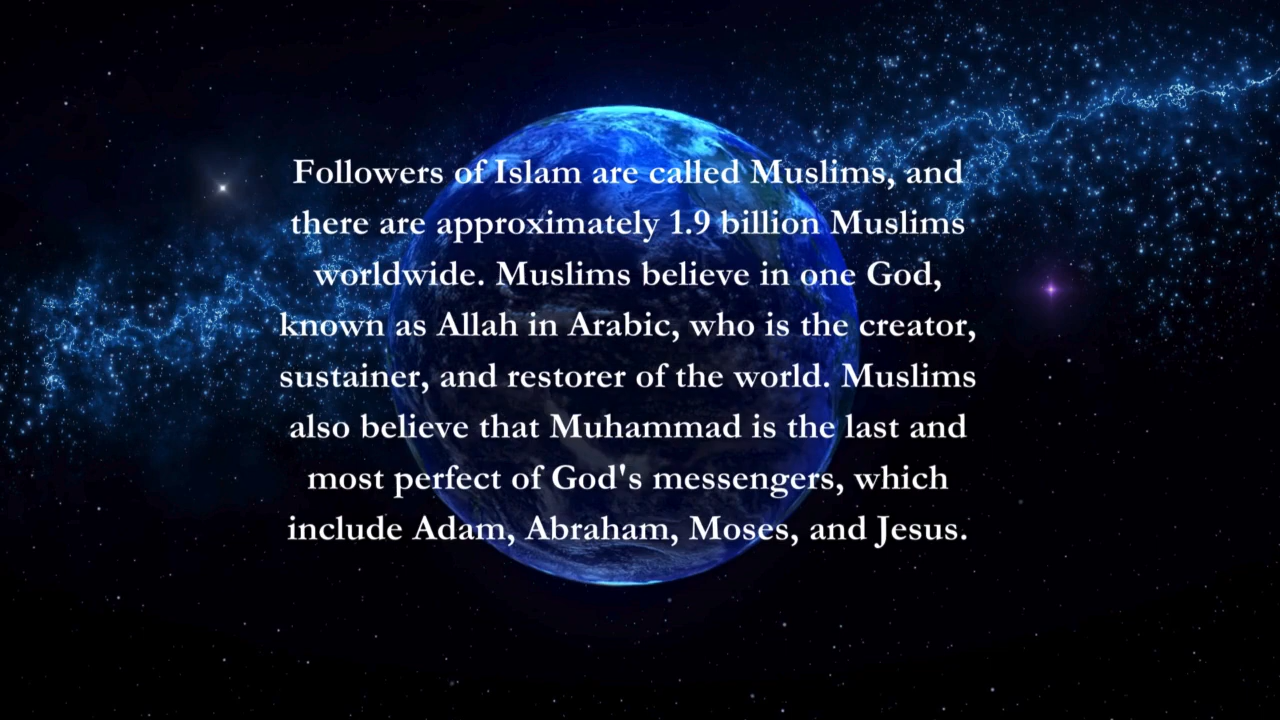 Followers of Islam are called Muslims, and
there are approximately 1.9 billion Muslims
worldwide. Muslims believe in one God,
known as Allah in Arabic, who is the creator,
sustainer, and restorer of the world. Muslims
also believe that Muhammad is the last and
most perfect of God's messengers, which
include Adam, Abraham, Moses, and Jesus.